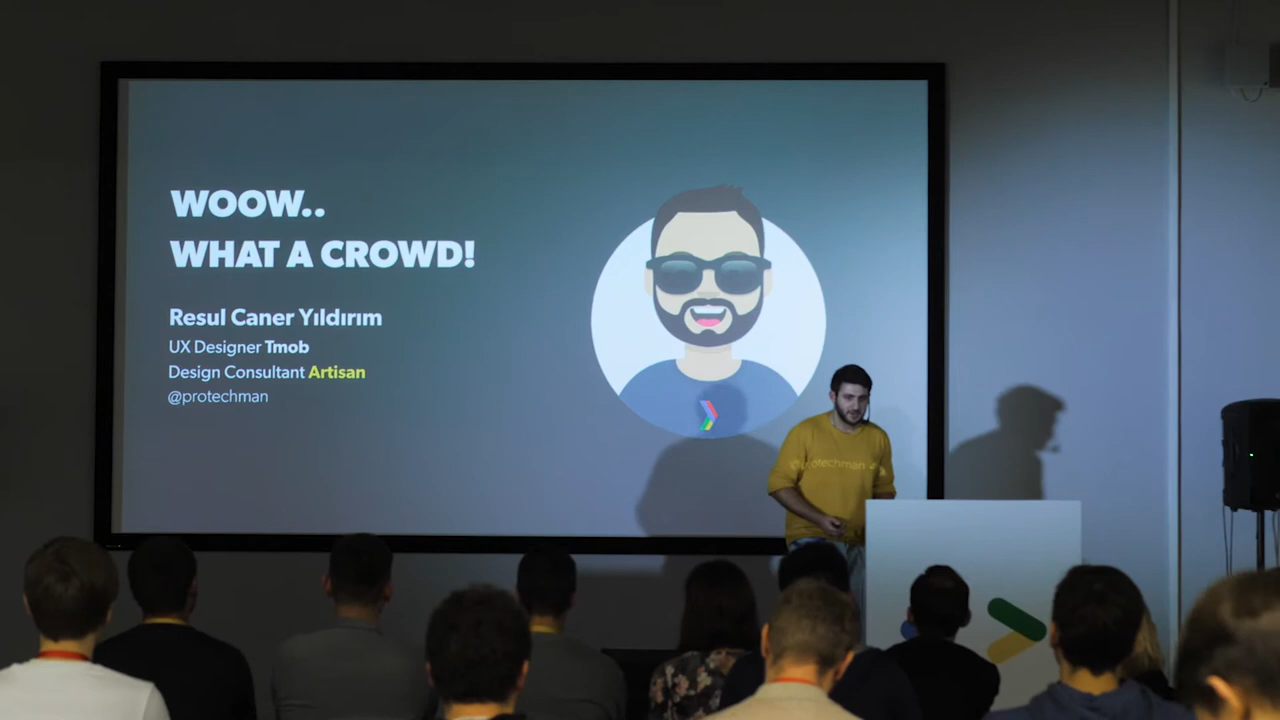 WOOW..
WHAT A CROWD!
Resul Caner Yıldırım
UX Designer Tmob
Design Consultant Artisan
@protechman